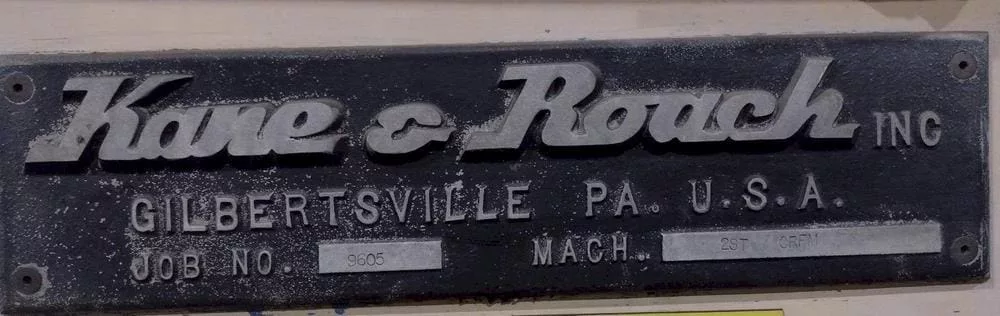 Kane & Roach INC
GILBERTSVILLE PA. U.S.A.
JOB NO. 9605 MACH. 2ST CRFM